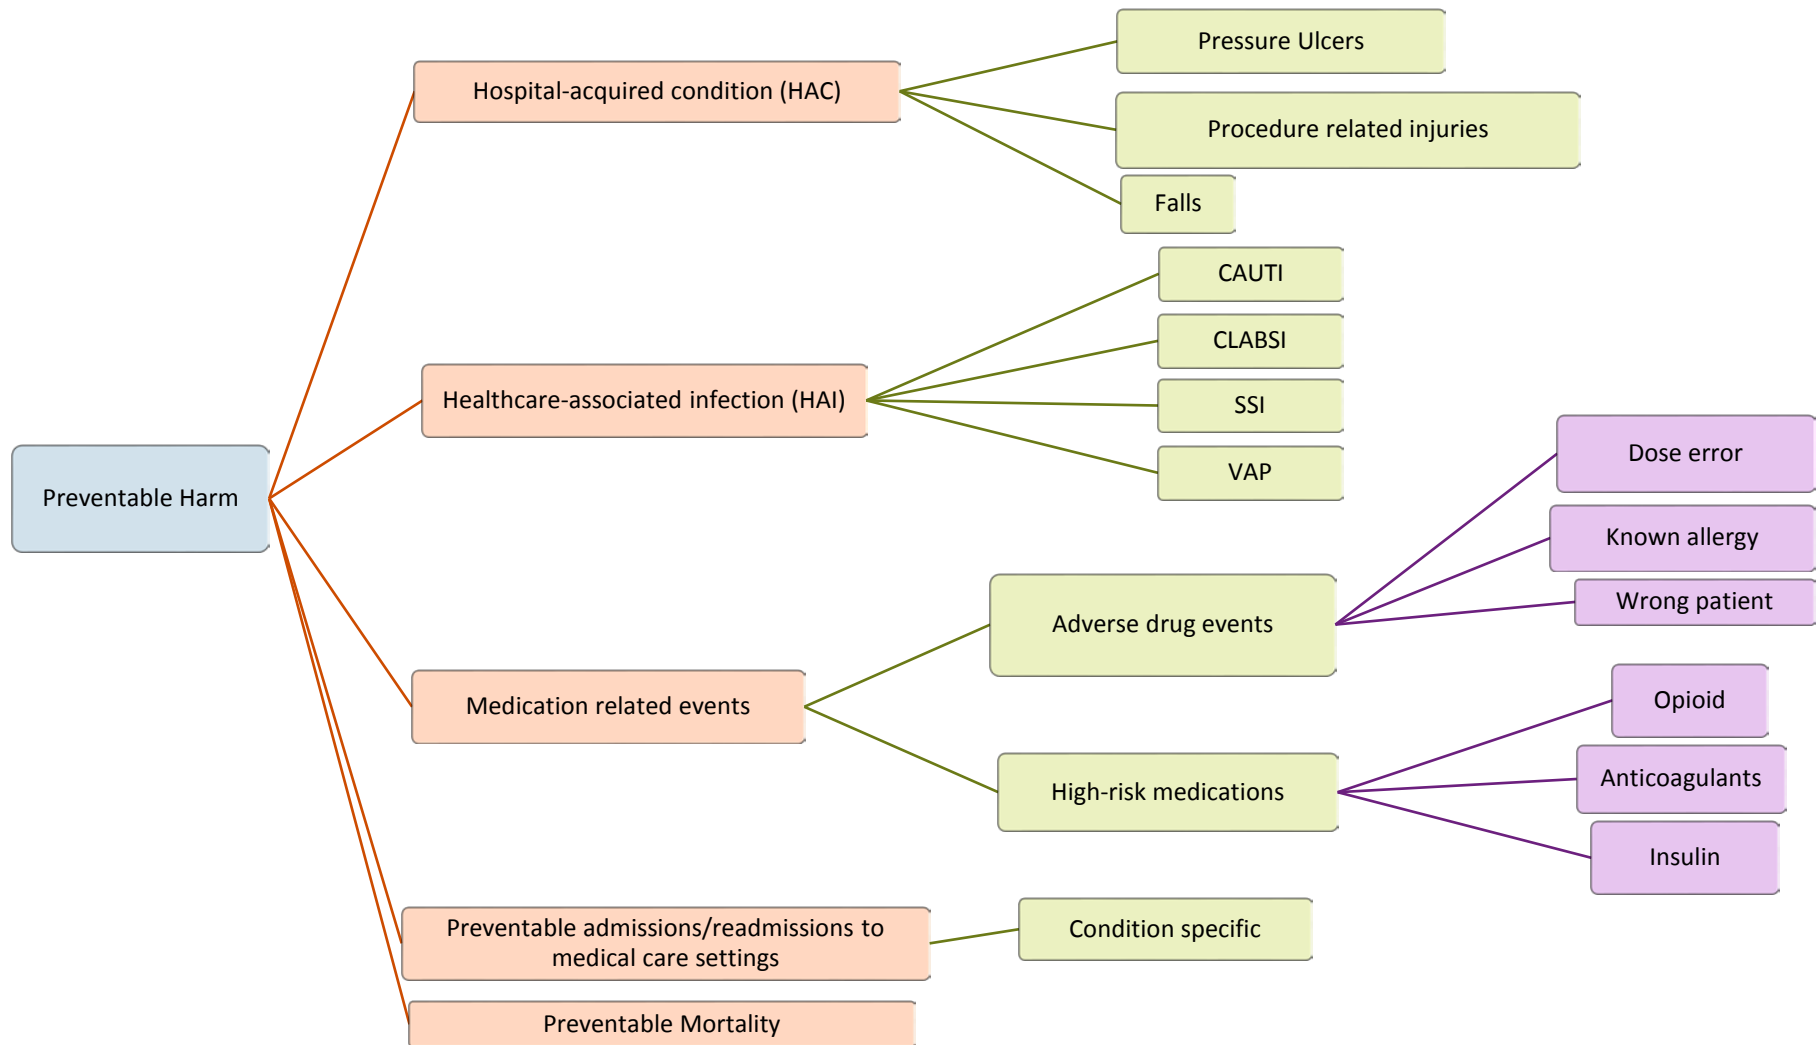 Preventable Harm
Hospital-acquired condition (HAC)
Pressure Ulcers
Procedure related injuries
Falls
Healthcare-associated infection (HAI)
CAUTI
CLABSI
SSI
VAP
Medication related events
Adverse drug events
Dose error
Known allergy
Wrong patient
High-risk medications
Opioid
Anticoagulants
Insulin
Preventable admissions/readmissions to
medical care settings
Condition specific
Preventable Mortality